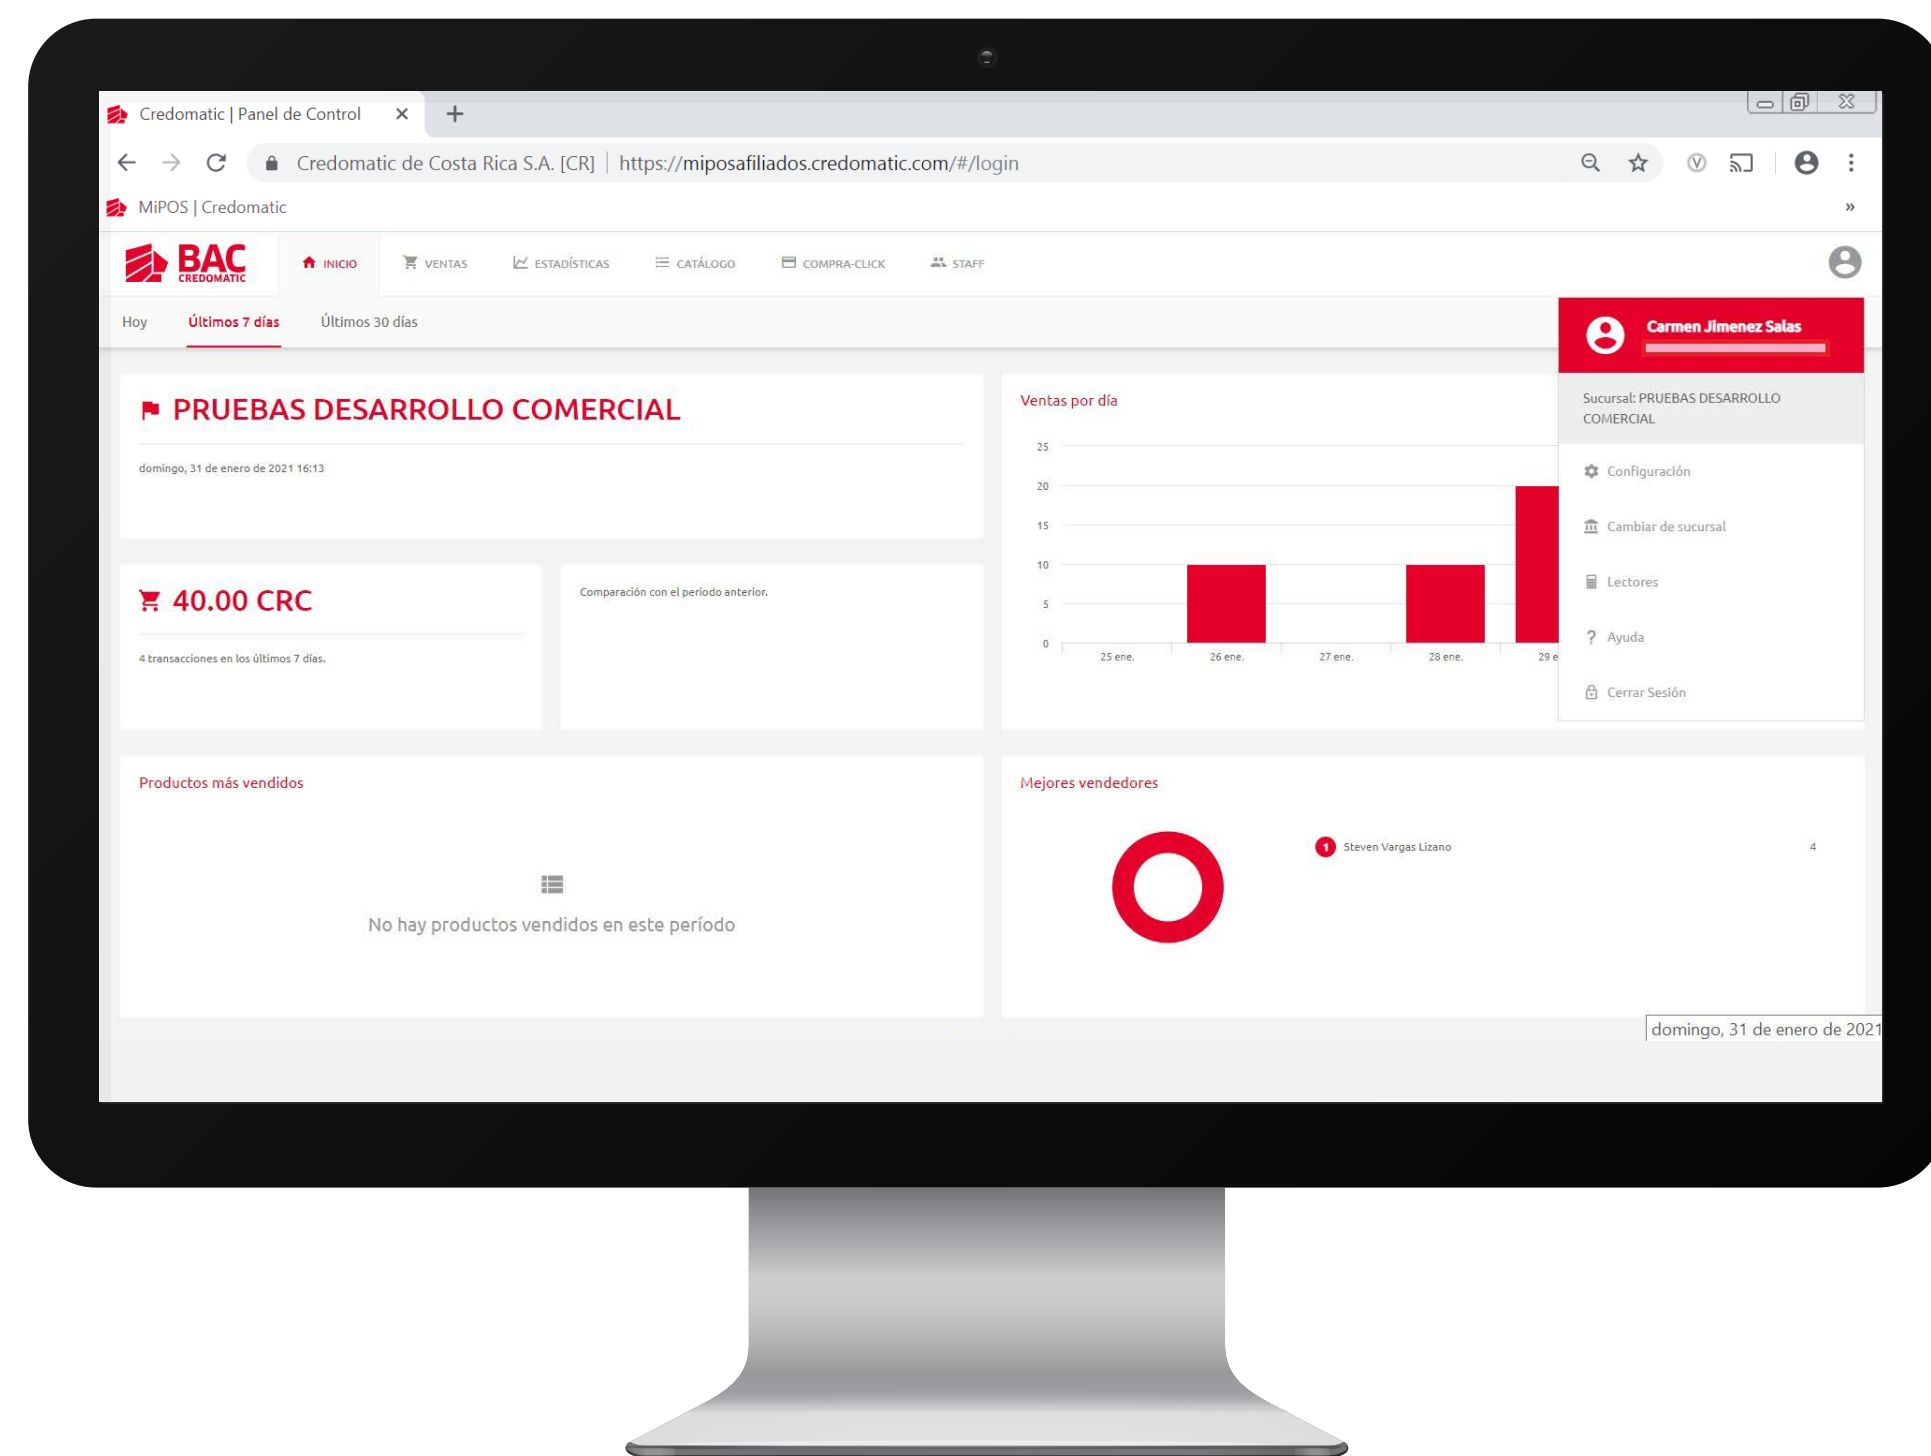 Credomatic | Panel de Control
Credomatic de Costa Rica S.A. [CR] | https://miposafiliados.credomatic.com/#/login
MiPOS | Credomatic
BAC
CREDOMATIC
INICIO
VENTAS
ESTADÍSTICAS
CATÁLOGO
COMPRA-CLICK
STAFF
Hoy
Últimos 7 días
Últimos 30 días
Carmen Jimenez Salas
Sucursal: PRUEBAS DESARROLLO
COMERCIAL
Configuración
Cambiar de sucursal
Lectores
? Ayuda
Cerrar Sesión
PRUEBAS DESARROLLO COMERCIAL
domingo, 31 de enero de 2021 16:13
40.00 CRC
4 transacciones en los últimos 7 días.
Comparación con el período anterior.
Ventas por día
25
20
15
10
5
0
25 ene.
26 ene.
27 ene.
28 ene.
29 e
Productos más vendidos
No hay productos vendidos en este período
Mejores vendedores
1 Steven Vargas Lizano 4
domingo, 31 de enero de 2021